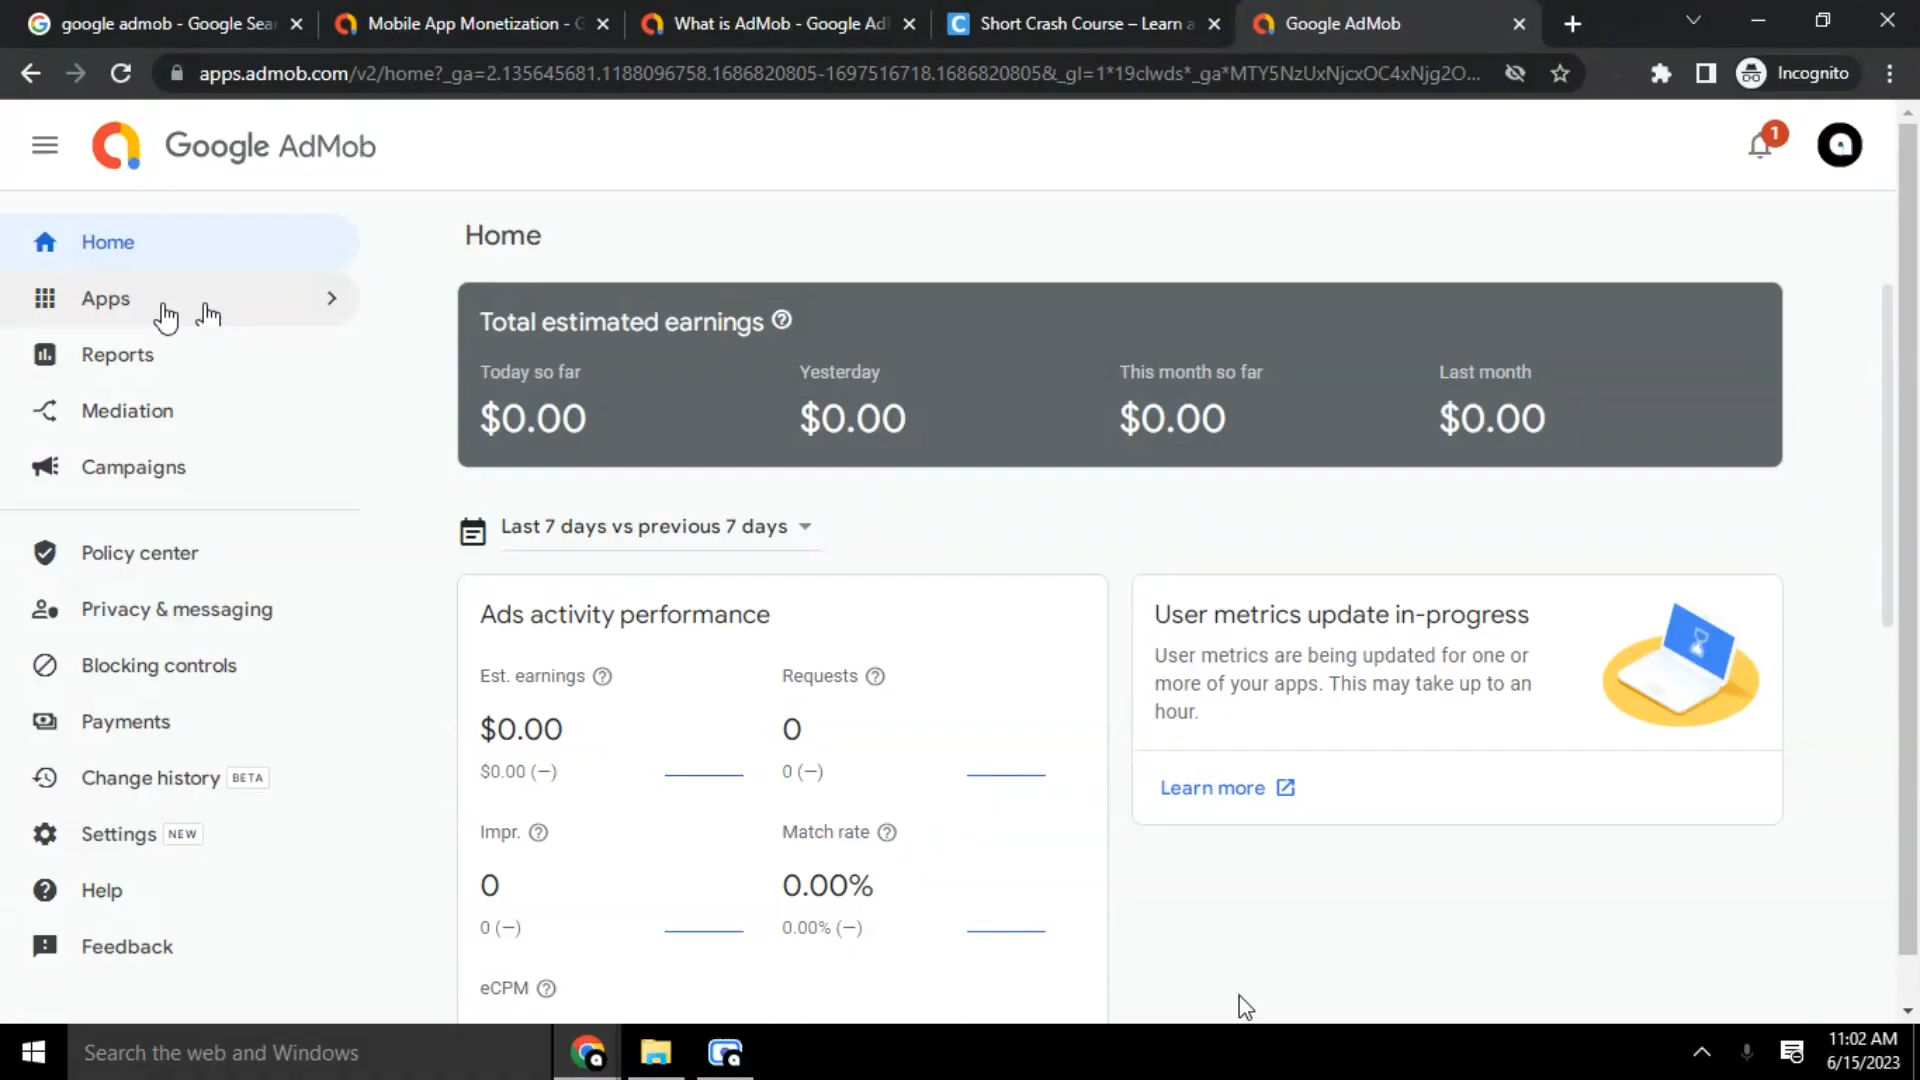 google admob - Google Sea
Mobile App Monetization - G
What is AdMob - Google Ad
Short Crash Course – Learn a
Google AdMob
apps.admob.com/v2/home?_ga=2.135645681.1188096758.1686820805-1697516718.1686820805&_gl=1*19clwds*_ga*MTY5NzUxNjcxOC4xNjg2O...
Incognito
Google AdMob
1
Home
Apps
Reports
Mediation
Campaigns
Policy center
Privacy & messaging
Blocking controls
Payments
Change history BETA
Settings NEW
Help
Feedback
Home
Total estimated earnings
Today so far
$0.00
Yesterday
$0.00
This month so far
$0.00
Last month
$0.00
Last 7 days vs previous 7 days
Ads activity performance
Est. earnings
$0.00
$0.00 (—)
Requests
0
0 (—)
Impr.
0
0 (—)
Match rate
0.00%
0.00% (—)
eCPM
User metrics update in-progress
User metrics are being updated for one or
more of your apps. This may take up to an
hour.
Learn more
Search the web and Windows
11:02 AM
6/15/2023